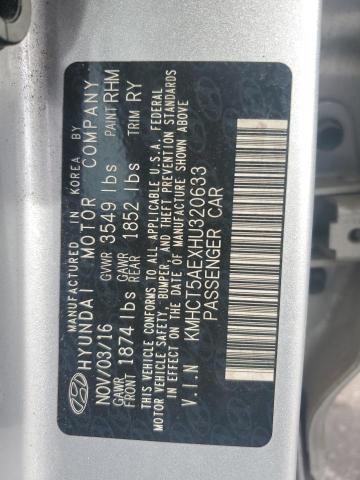 MANUFACTURED IN KOREA BY
HYUNDAI MOTOR COMPANY
NOV/03/16 GVWR 3549 lbs PAINT RHM
GAWR FRONT 1874 lbs GAWR REAR 1852 lbs TRIM RY
THIS VEHICLE CONFORMS TO ALL APPLICABLE U.S.A. FEDERAL
MOTOR VEHICLE SAFETY, BUMPER, AND THEFT PREVENTION STANDARDS
IN EFFECT ON THE DATE OF MANUFACTURE SHOWN ABOVE
V.I.N KMHCT5AEXHU320633
PASSENGER CAR